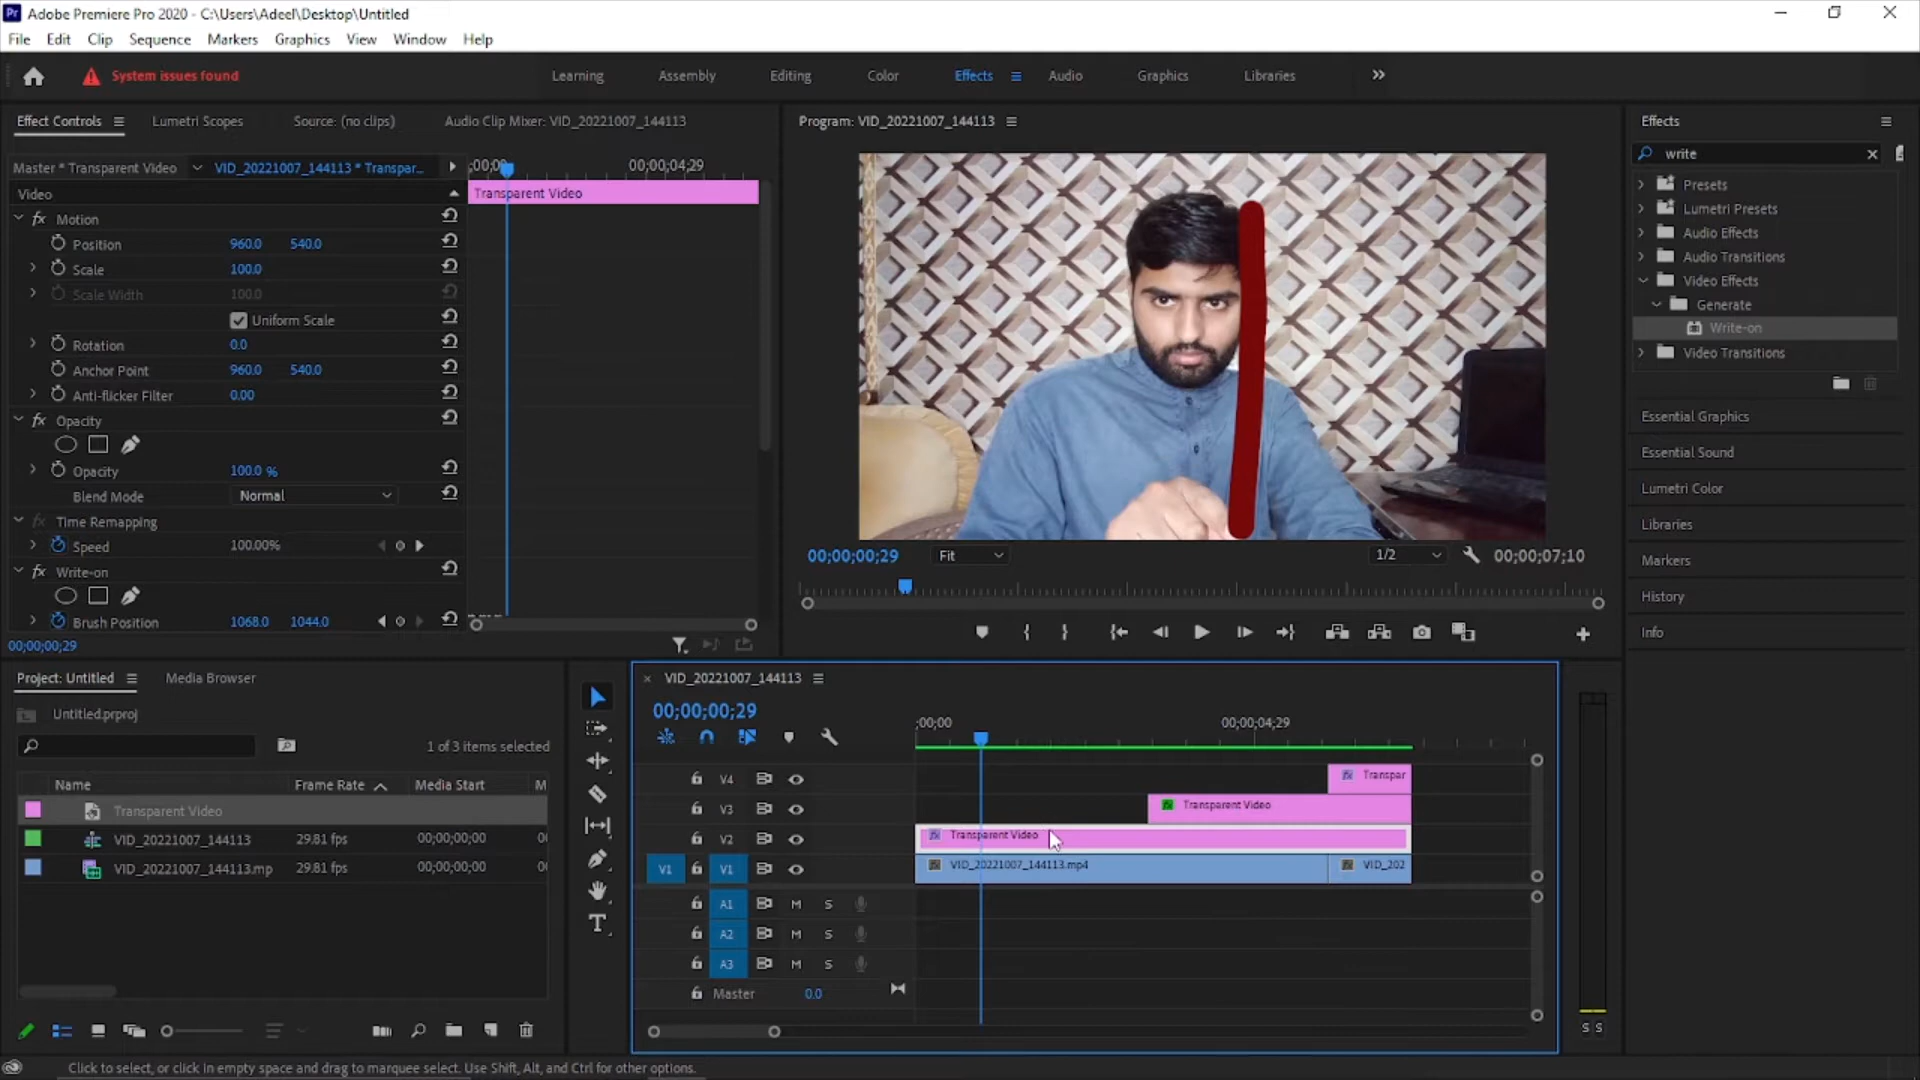 Adobe Premiere Pro 2020 - C:\Users\Adeel\Desktop\Untitled
File Edit Clip Sequence Markers Graphics View Window Help
System issues found Learning Assembly Editing Color Effects Audio Graphics Libraries
Effect Controls Lumetri Scopes Source: (no clips) Audio Clip Mixer: VID_20221007_144113
Master * Transparent Video VID_20221007_144113 * Transpar...
;00;00 00;00;04;29
Video
Transparent Video
fx Motion
Position 960.0 540.0
Scale 100.0
Scale Width 100.0
Uniform Scale
Rotation 0.0
Anchor Point 960.0 540.0
Anti-flicker Filter 0.00
fx Opacity
Opacity 100.0 %
Blend Mode Normal
fx Time Remapping
Speed 100.00%
fx Write-on
Brush Position 1068.0 1044.0
00;00;00;29
Program: VID_20221007_144113
00;00;00;29 Fit 1/2 00;00;07;10
Effects
write
Presets
Lumetri Presets
Audio Effects
Audio Transitions
Video Effects
Generate
Write-on
Video Transitions
Essential Graphics
Essential Sound
Lumetri Color
Libraries
Markers
History
Info
Project: Untitled Media Browser
Untitled.prproj
1 of 3 items selected
Name Frame Rate Media Start M
Transparent Video
VID_20221007_144113 29.81 fps 00;00;00;00 00
VID_20221007_144113.mp 29.81 fps 00;00;00;00 00
VID_20221007_144113
00;00;00;29
;00;00 00;00;04;29
V4 Transpar
V3 Transparent Video
V2 Transparent Video
V1 V1 VID_20221007_144113.mp4 VID_202
A1 M S
A2 M S
A3 M S
Master 0.0
S S
Click to select, or click in empty space and drag to marquee select. Use Shift, Alt, and Ctrl for other options.